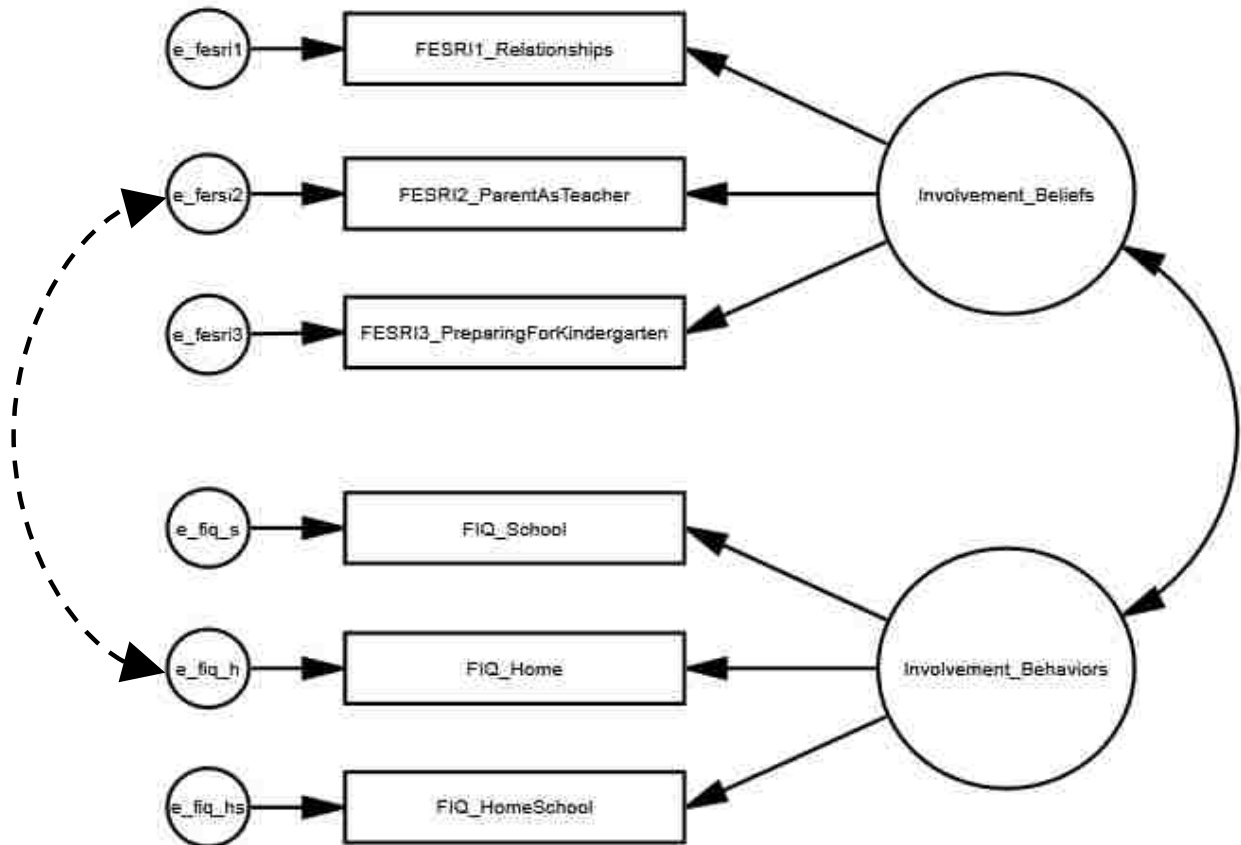 e_fesri1
FESRI1_Relationships
e_fersi2
FESRI2_ParentAsTeacher
Involvement_Beliefs
e_fesri3
FESRI3_PreparingForKindergarten
e_fiq_s
FIQ_School
e_fiq_h
FIQ_Home
Involvement_Behaviors
e_fiq_hs
FIQ_HomeSchool